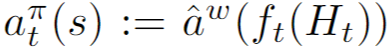 a_t^π(s) := â^w(f_t(H_t))